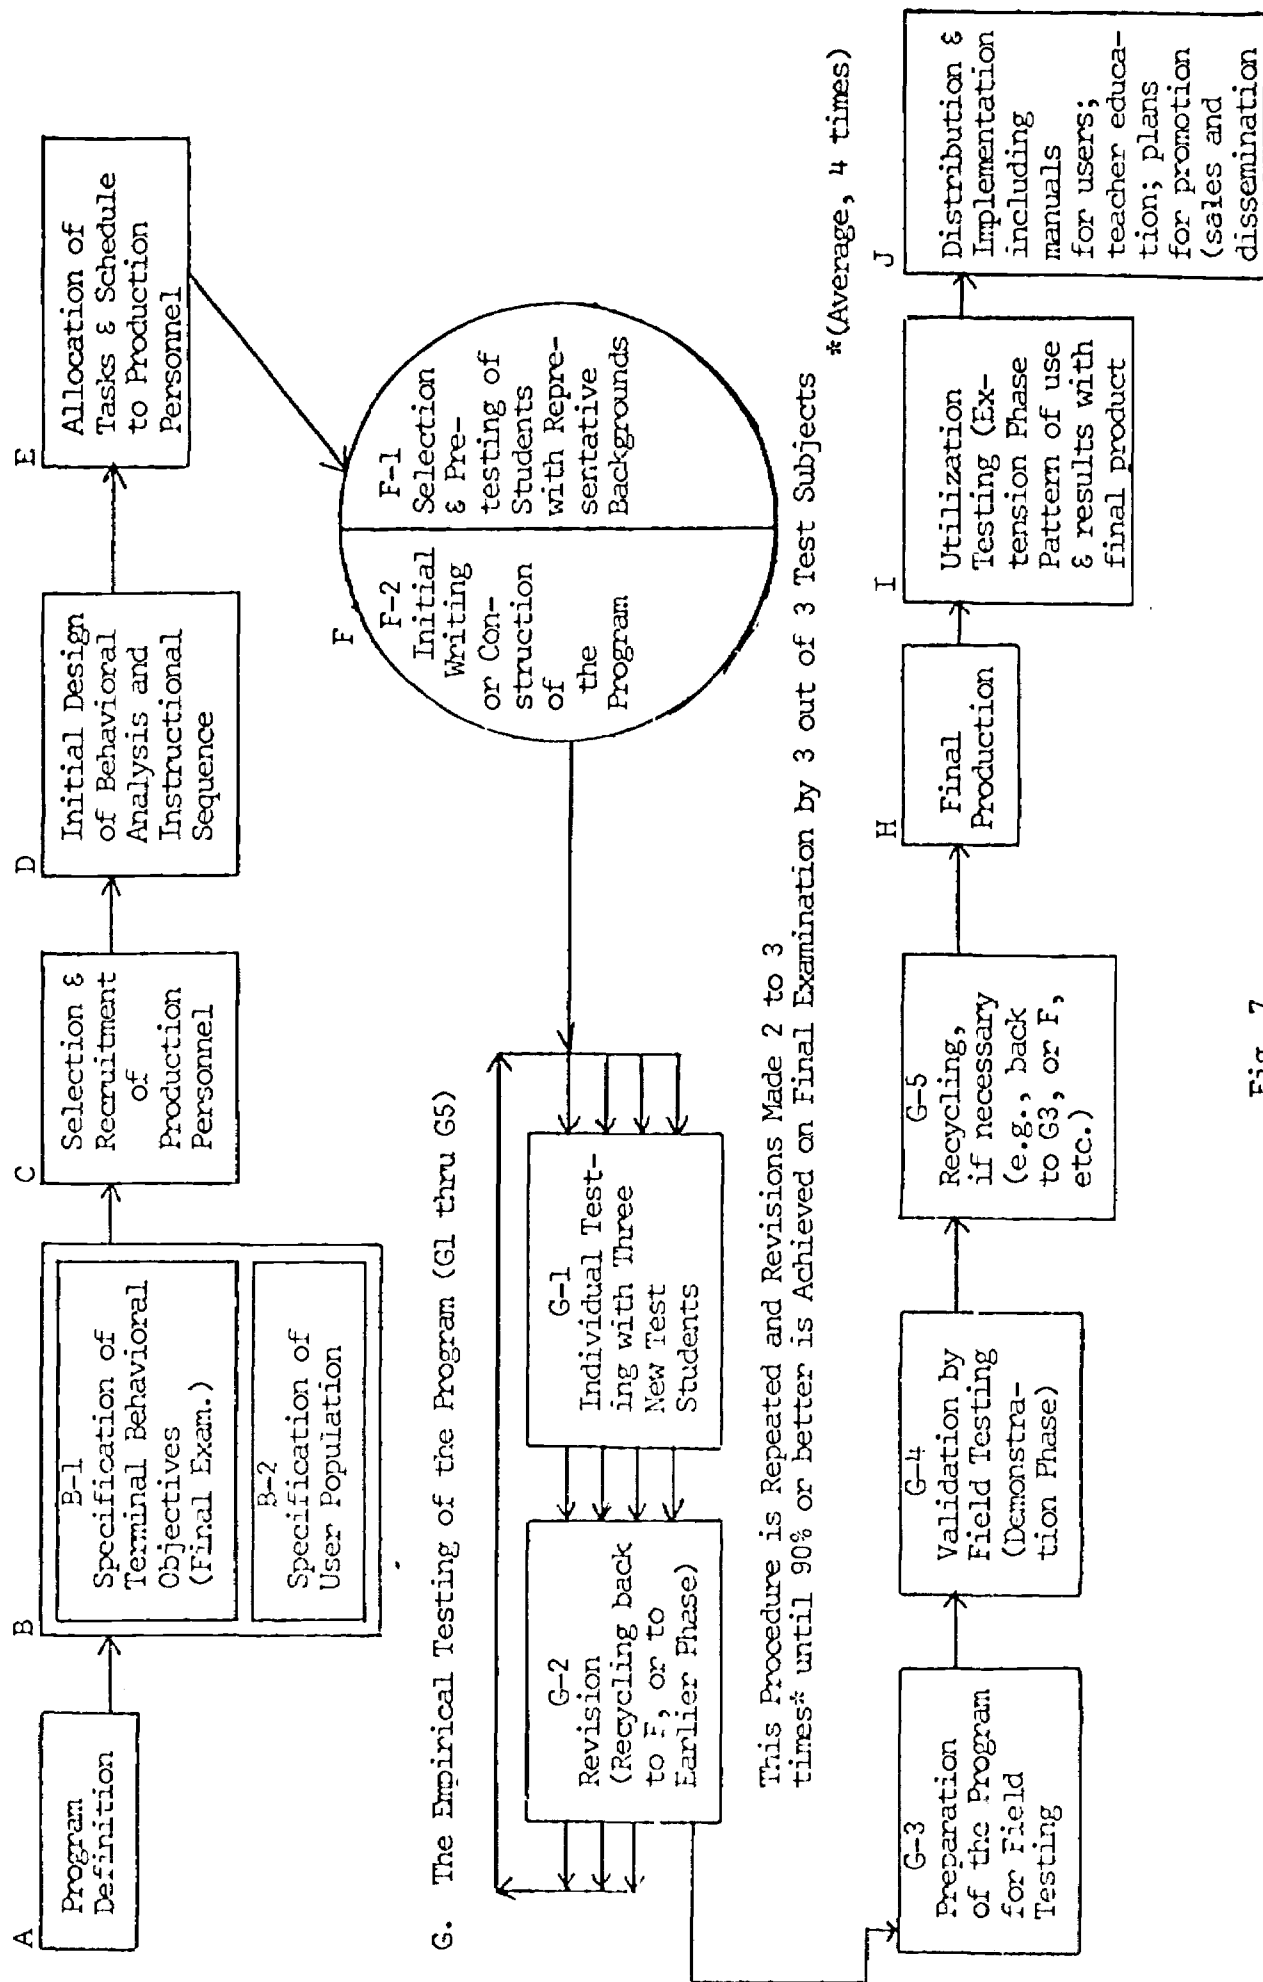 A
Program
Definition
B
B-1
Specification of
Terminal Behavioral
Objectives
(Final Exam.)
B-2
Specification of
User Population
C
Selection &
Recruitment
of
Production
Personnel
D
Initial Design
of Behavioral
Analysis and
Instructional
Sequence
E
Allocation of
Tasks & Schedule
to Production
Personnel
F
F-2
Initial
Writing
or Con-
struction
of
the
Program
F-1
Selection
& Pre-
testing of
Students
with Repre-
sentative
Backgrounds
G. The Empirical Testing of the Program (G1 thru G5)
G-1
Individual Test-
ing with Three
New Test
Students
G-2
Revision
(Recycling back
to F, or to
Earlier Phase)
This Procedure is Repeated and Revisions Made 2 to 3
times* until 90% or better is Achieved on Final Examination by 3 out of 3 Test Subjects
*(Average, 4 times)
G-3
Preparation
of the Program
for Field
Testing
G-4
Validation by
Field Testing
(Demonstra-
tion Phase)
G-5
Recycling,
if necessary
(e.g., back
to G3, or F,
etc.)
H
Final
Production
I
Utilization
Testing (Ex-
tension Phase
Pattern of use
& results with
final product
J
Distribution &
Implementation
including
manuals
for users;
teacher educa-
tion; plans
for promotion
(sales and
dissemination
Fig. 7